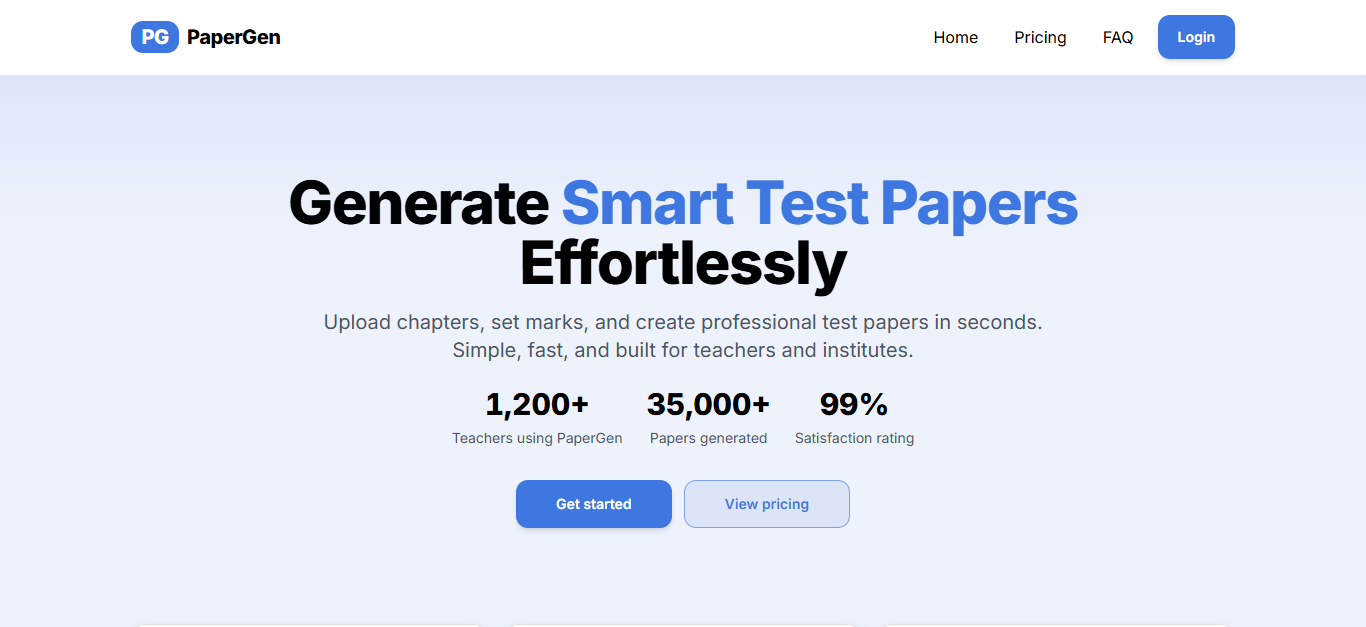 PG PaperGen
Home Pricing FAQ Login
Generate Smart Test Papers
Effortlessly
Upload chapters, set marks, and create professional test papers in seconds.
Simple, fast, and built for teachers and institutes.
1,200+ 35,000+ 99%
Teachers using PaperGen Papers generated Satisfaction rating
Get started View pricing